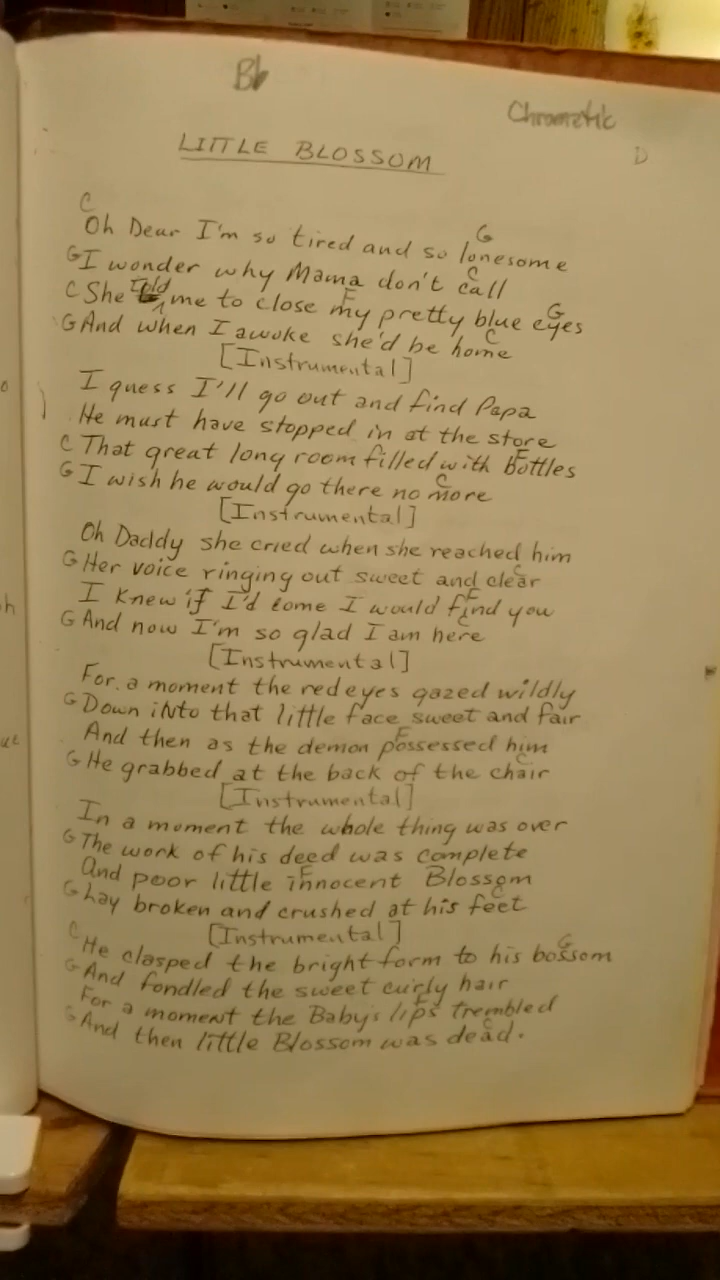 Bb
Chromatic
D
LITTLE BLOSSOM
C G
Oh Dear I'm so tired and so lonesome
C
G I wonder why Mama don't call
Told F
C She me to close my pretty blue eyes G
G And when I awoke she'd be home C
[Instrumental]
I guess I'll go out and find Papa
He must have stopped in at the store
C That great long room filled with Bottles F
G I wish he would go there no more C
[Instrumental]
Oh Daddy she cried when she reached him
G Her voice ringing out sweet and clear C
I knew if I'd come I would find you F
G And now I'm so glad I am here C
[Instrumental]
For a moment the red eyes gazed wildly
G Down iNto that little face sweet and fair
And then as the demon possessed him F
G He grabbed at the back of the chair C
[Instrumental]
In a moment the whole thing was over
G The work of his deed was complete
And poor little innocent Blossom F
G Lay broken and crushed at his feet C
[Instrumental]
C He clasped the bright form to his bossom G
G And fondled the sweet curly hair
For a moment the Baby's lips trembled F
G And then little Blossom was dead. C